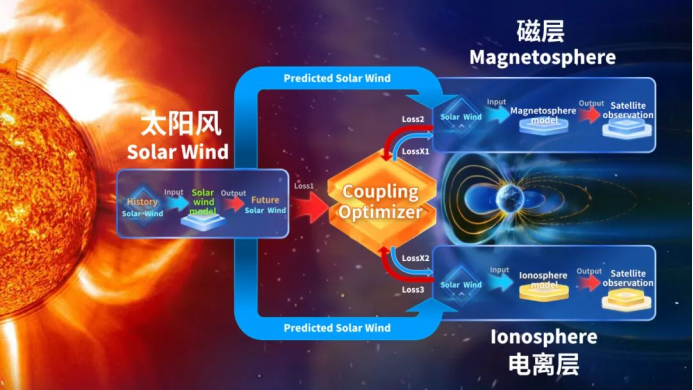 磁层
Magnetosphere
Predicted Solar Wind
太阳风
Solar Wind
Loss2
LossX1
Solar Wind
Input
Magnetosphere
model
Output
Satellite
observation
History
Solar Wind
Input
Solar
wind
model
Output
Future
Solar Wind
Loss1
Coupling
Optimizer
LossX2
Loss3
Solar Wind
Input
Ionosphere
model
Output
Satellite
observation
Predicted Solar Wind
Ionosphere
电离层